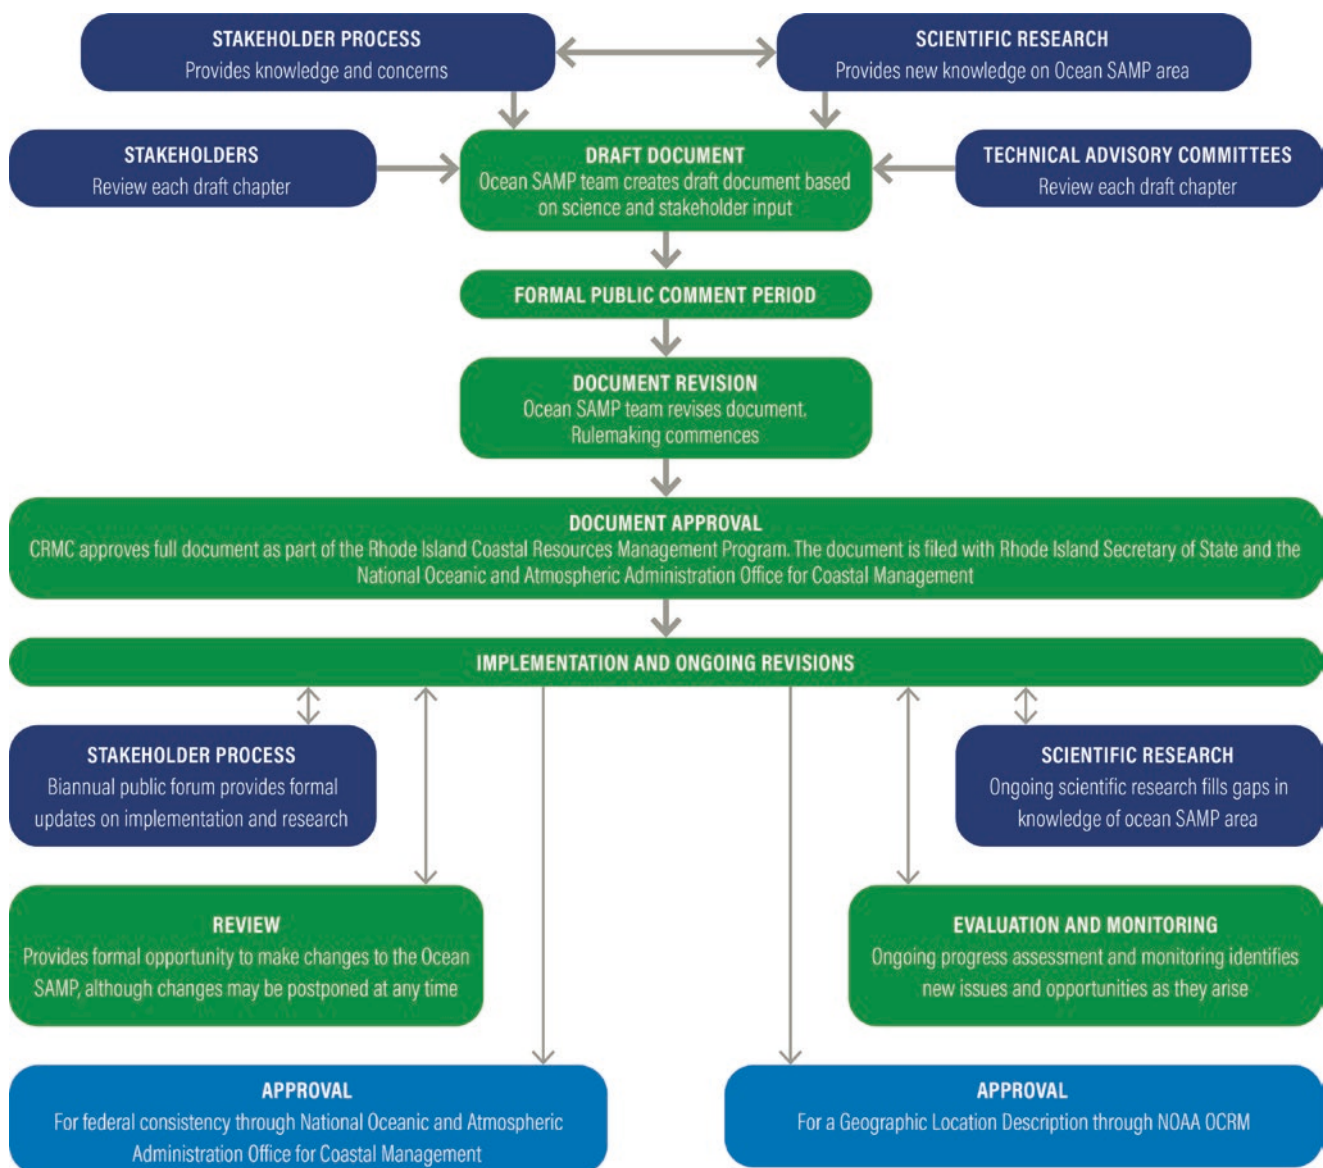 STAKEHOLDER PROCESS
Provides knowledge and concerns
SCIENTIFIC RESEARCH
Provides new knowledge on Ocean SAMP area
STAKEHOLDERS
Review each draft chapter
DRAFT DOCUMENT
Ocean SAMP team creates draft document based
on science and stakeholder input
TECHNICAL ADVISORY COMMITTEES
Review each draft chapter
FORMAL PUBLIC COMMENT PERIOD
DOCUMENT REVISION
Ocean SAMP team revises document.
Rulemaking commences
DOCUMENT APPROVAL
CRMC approves full document as part of the Rhode Island Coastal Resources Management Program. The document is filed with Rhode Island Secretary of State and the
National Oceanic and Atmospheric Administration Office for Coastal Management
IMPLEMENTATION AND ONGOING REVISIONS
STAKEHOLDER PROCESS
Biannual public forum provides formal
updates on implementation and research
SCIENTIFIC RESEARCH
Ongoing scientific research fills gaps in
knowledge of ocean SAMP area
REVIEW
Provides formal opportunity to make changes to the Ocean
SAMP, although changes may be postponed at any time
EVALUATION AND MONITORING
Ongoing progress assessment and monitoring identifies
new issues and opportunities as they arise
APPROVAL
For federal consistency through National Oceanic and Atmospheric
Administration Office for Coastal Management
APPROVAL
For a Geographic Location Description through NOAA OCRM